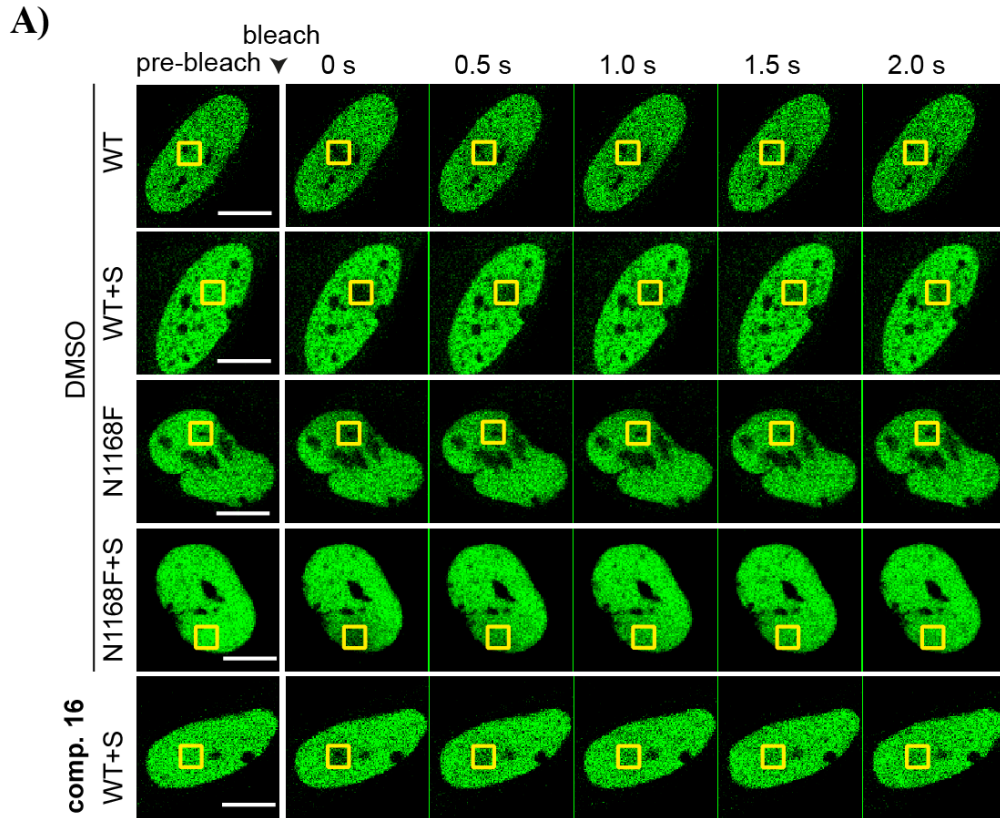 A)
bleach
pre-bleach 0 s 0.5 s 1.0 s 1.5 s 2.0 s
DMSO
WT
WT+S
N1168F
N1168F+S
comp. 16
WT+S